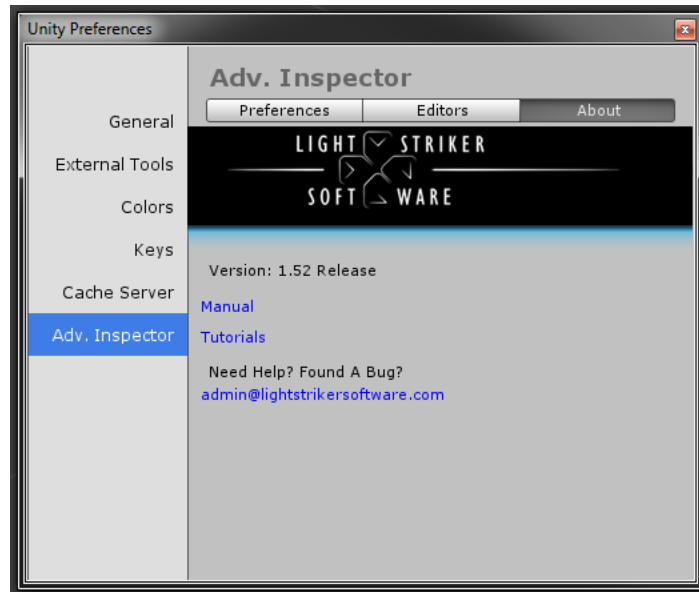 Unity Preferences
General
External Tools
Colors
Keys
Cache Server
Adv. Inspector
Adv. Inspector
Preferences Editors About
LIGHT STRIKER
SOFT WARE
Version: 1.52 Release
Manual
Tutorials
Need Help? Found A Bug?
admin@lightstrikersoftware.com